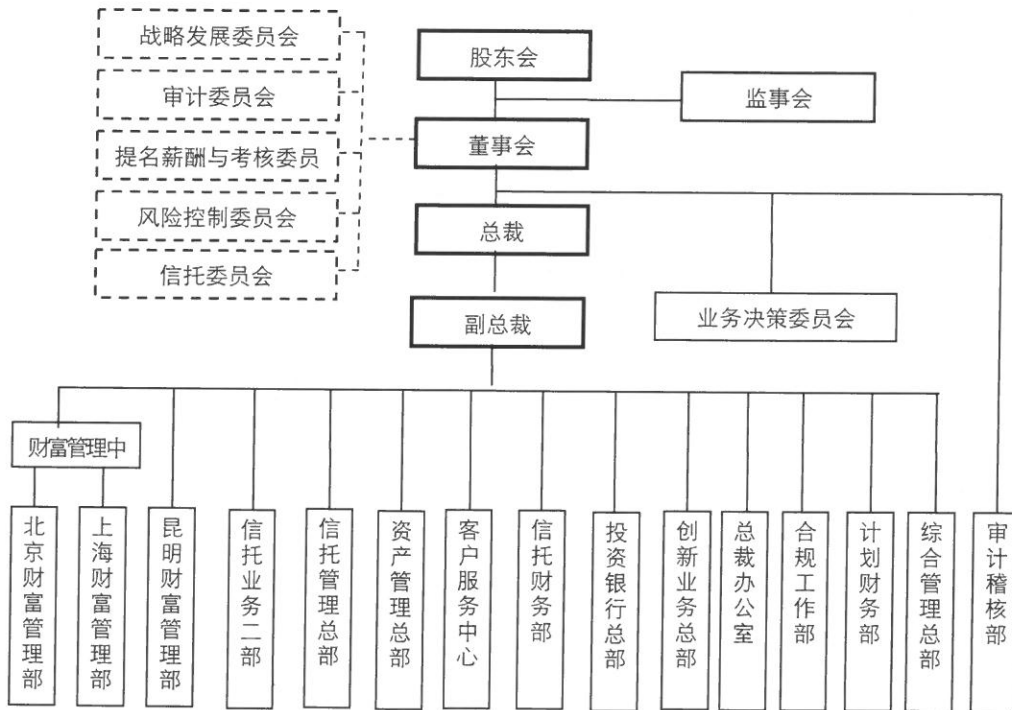 战略发展委员会
股东会
审计委员会
监事会
董事会
提名薪酬与考核委员
风险控制委员会
总裁
信托委员会
副总裁
业务决策委员会
财富管理中
北京财富管理部
上海财富管理部
昆明财富管理部
信托业务二部
信托管理总部
资产管理总部
客户服务中心
信托财务部
投资银行总部
创新业务总部
总裁办公室
合规工作部
计划财务部
综合管理总部
审计稽核部